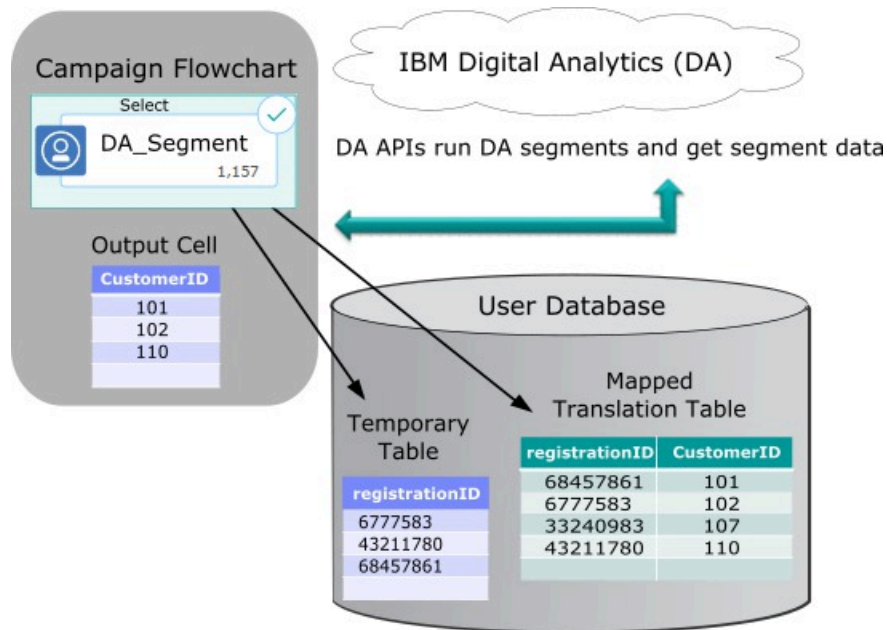 Campaign Flowchart
Select
DA_Segment
1,157
Output Cell
CustomerID
101
102
110
IBM Digital Analytics (DA)
DA APIs run DA segments and get segment data
User Database
Temporary
Table
registrationID
6777583
43211780
68457861
Mapped
Translation Table
registrationID CustomerID
68457861 101
6777583 102
33240983 107
43211780 110